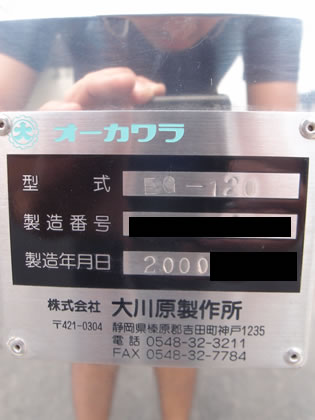 大 オーカワラ
型 式 -120
製造番号
製造年月日 2000
株式会社 大川原製作所
〒421-0304 静岡県榛原郡吉田町神戸1235
電話 0548-32-3211
FAX 0548-32-7784